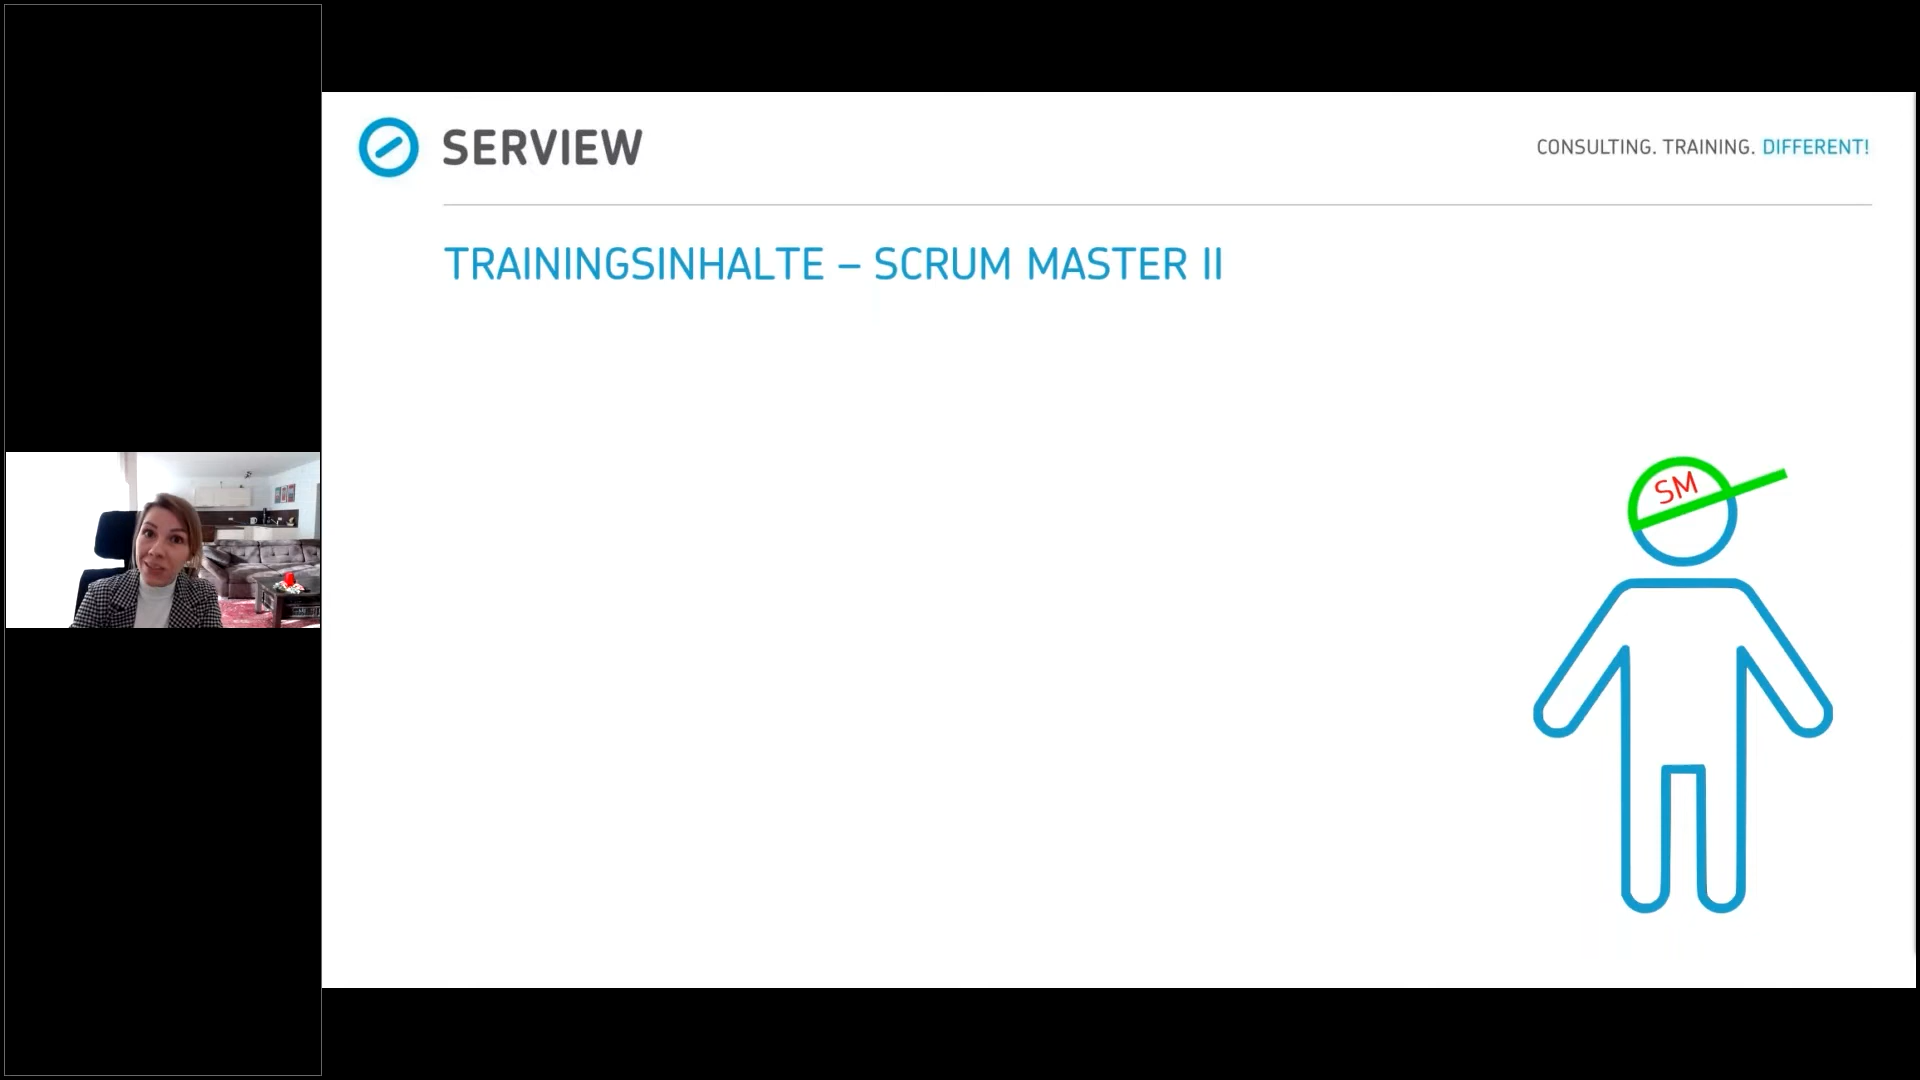 SERVIEW
CONSULTING. TRAINING. DIFFERENT!
TRAININGSINHALTE – SCRUM MASTER II
SM